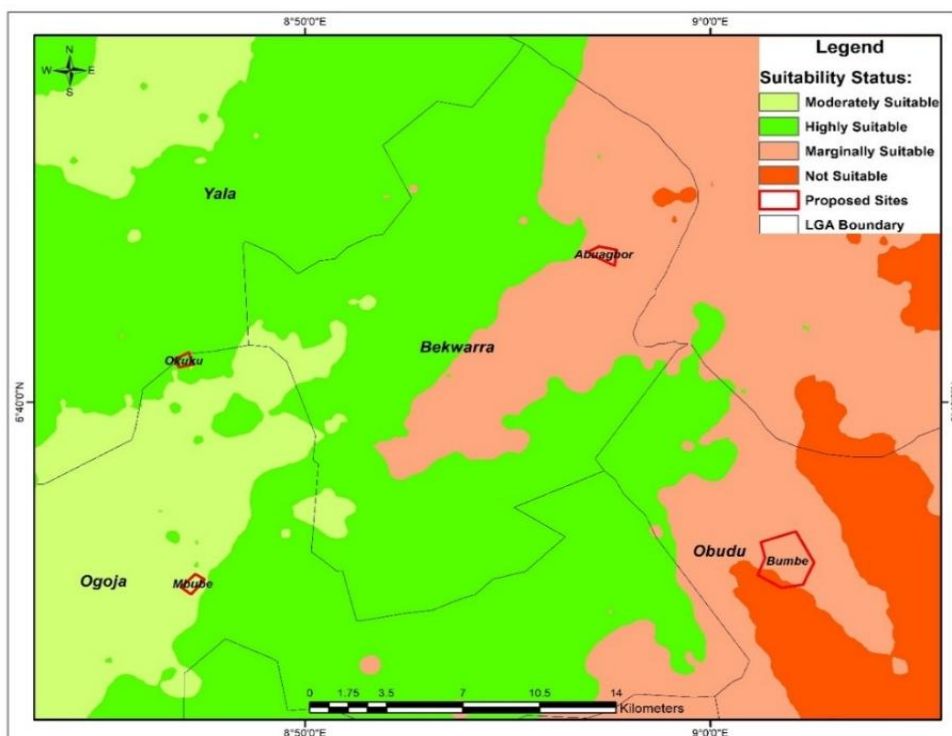 8°50'0"E 9°0'0"E
N
W E
S
Legend
Suitability Status:
Moderately Suitable
Highly Suitable
Marginally Suitable
Not Suitable
Proposed Sites
LGA Boundary
Yala
Abuagbor
Bekwarra
Okuku
6°40'0"N
Obudu
Bumbe
Ogoja
Mbube
0 1.75 3.5 7 10.5 14
Kilometers
8°50'0"E 9°0'0"E